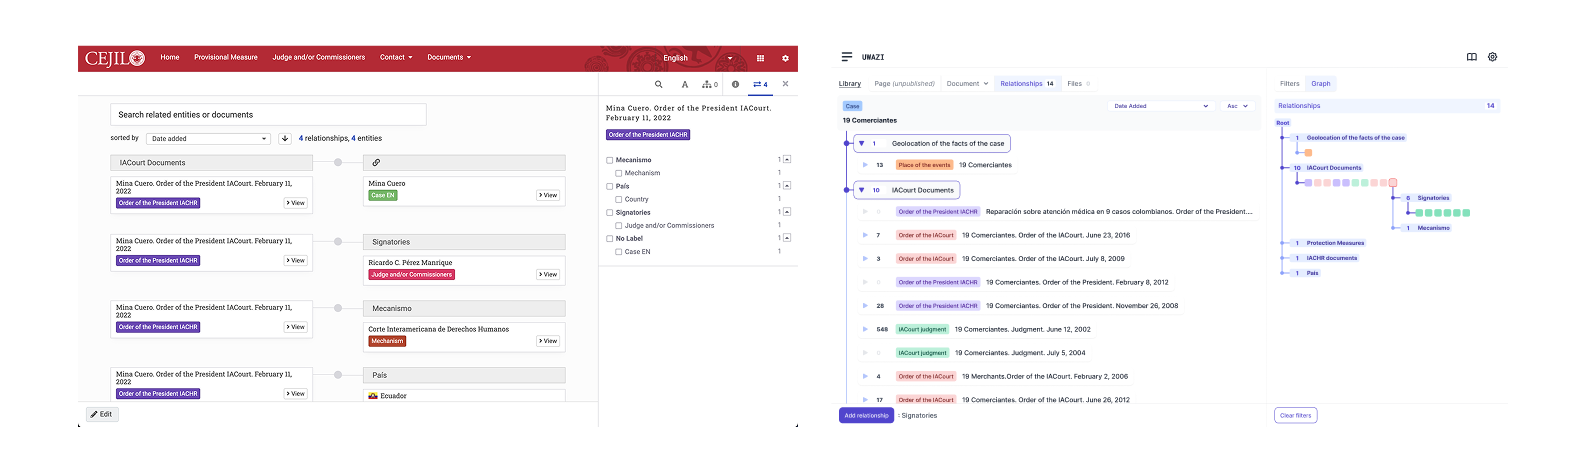 CEJIL Home Provisional Measure Judge and/or Commissioners Contact Documents English
A 0 4
Search related entities or documents
sorted by Date added 4 relationships, 4 entities
IACourt Documents
Mina Cuero. Order of the President IACourt. February 11, 2022
Order of the President IACHR
View
Mina Cuero
Case EN
View
Mina Cuero. Order of the President IACourt. February 11, 2022
Order of the President IACHR
View
Signatories
Ricardo C. Pérez Manrique
Judge and/or Commissioners
View
Mina Cuero. Order of the President IACourt. February 11, 2022
Order of the President IACHR
View
Mecanismo
Corte Interamericana de Derechos Humanos
Mechanism
View
Mina Cuero. Order of the President IACourt. February 11, 2022
Order of the President IACHR
View
País
Ecuador
Edit
Mina Cuero. Order of the President IACourt.
February 11, 2022
Order of the President IACHR
Mecanismo 1
Mechanism 1
País 1
Country 1
Signatories 1
Judge and/or Commissioners 1
No Label 1
Case EN 1
UWAZI
Library Page (unpublished) Document Relationships 14 Files 0
Case Date Added Asc
19 Comerciantes
1 Geolocation of the facts of the case
13 Place of the events 19 Comerciantes
10 IACourt Documents
0 Order of the President IACHR Reparación sobre atención médica en 9 casos colombianos. Order of the President....
7 Order of the IACourt 19 Comerciantes. Order of the IACourt. June 23, 2016
3 Order of the IACourt 19 Comerciantes. Order of the IACourt. July 8, 2009
0 Order of the President IACHR 19 Comerciantes. Order of the President. February 8, 2012
28 Order of the President IACHR 19 Comerciantes. Order of the President. November 26, 2008
548 IACourt judgment 19 Comerciantes. Judgment. June 12, 2002
0 IACourt judgment 19 Comerciantes. Judgment. July 5, 2004
4 Order of the IACourt 19 Merchants.Order of the IACourt. February 2, 2006
17 Order of the IACourt 19 Comerciantes. Order of the IACourt. June 26, 2012
Add relationship : Signatories
Filters Graph
Relationships 14
Root
1 Geolocation of the facts of the case
10 IACourt Documents
6 Signatories
1 Mecanismo
1 Protection Measures
1 IACHR documents
1 País
Clear filters